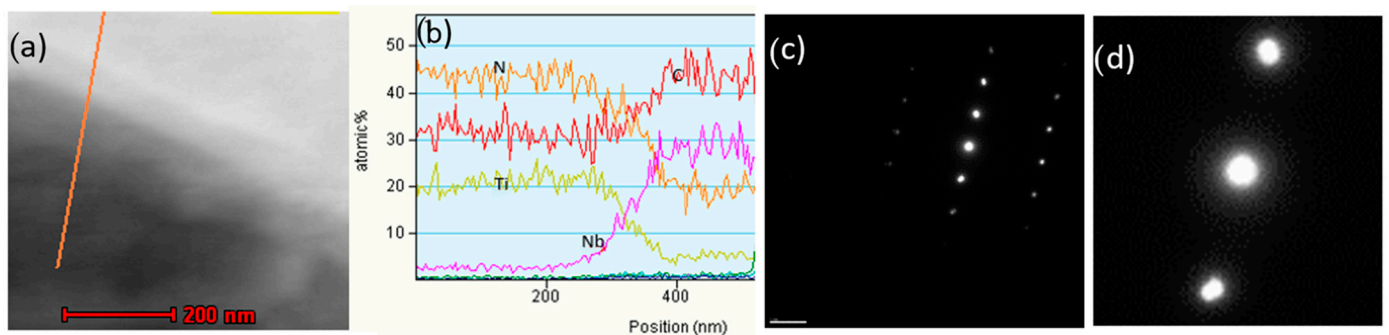 (a)
200 nm
(b)
atomic%
50
40
30
20
10
N
C
Ti
Nb
200
400
Position (nm)
(c)
(d)